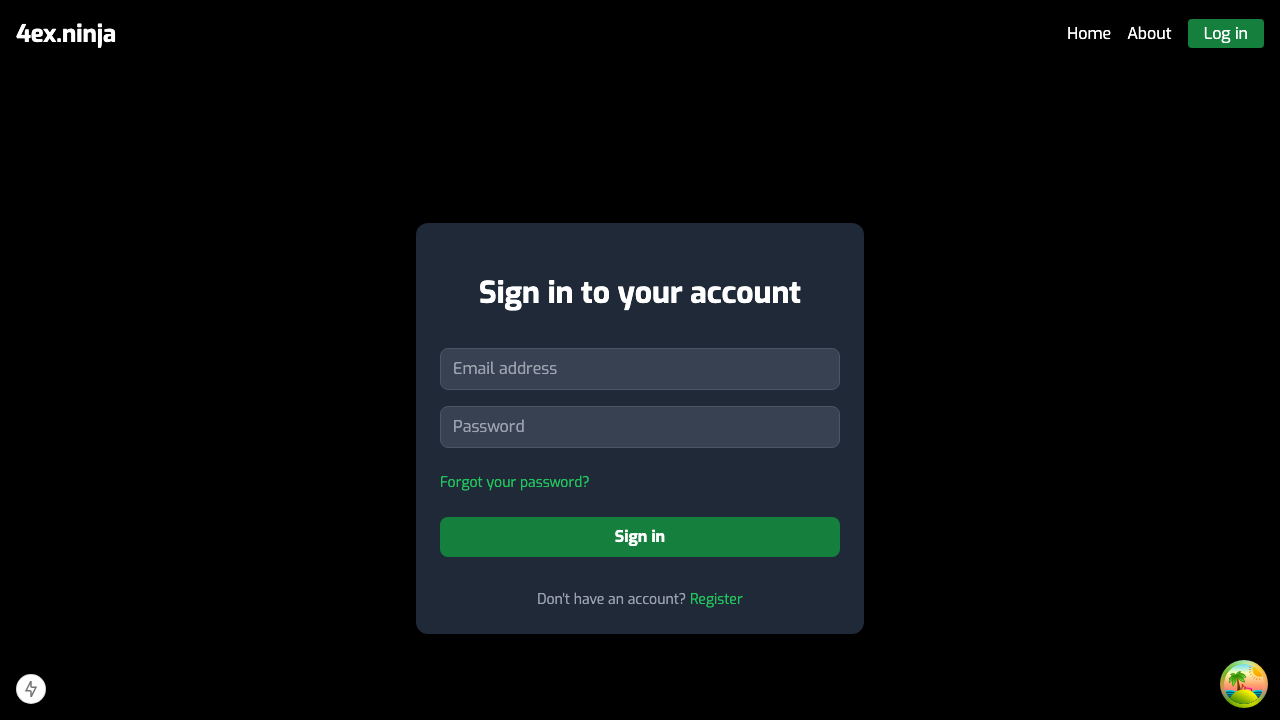 4ex.ninja
Home
About
Log in
Sign in to your account
Email address
Password
Forgot your password?
Sign in
Don't have an account? Register